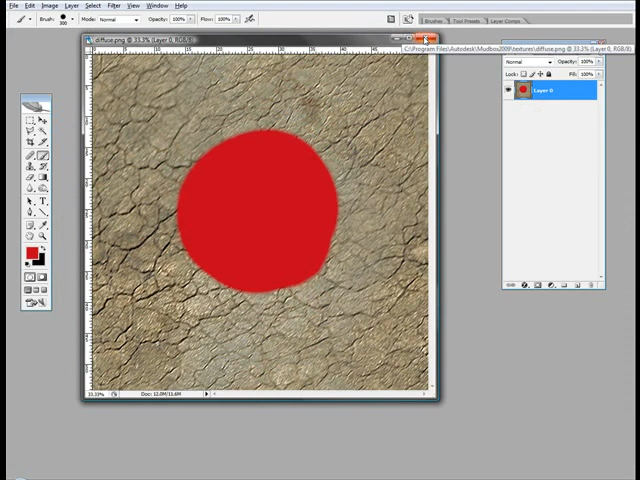 File Edit Image Layer Select Filter View Window Help
Brush: 300 Mode: Normal Opacity: 100% Flow: 100% Brushes Tool Presets Layer Comps
diffuse.png @ 33.3% (Layer 0, RGB/8)
C:\Program Files\Autodesk\Mudbox2009\textures\diffuse.png @ 33.3% (Layer 0, RGB/8)
Normal Opacity: 100%
Lock: Fill: 100%
Layer 0
33.33% Doc: 12.0M/11.6M